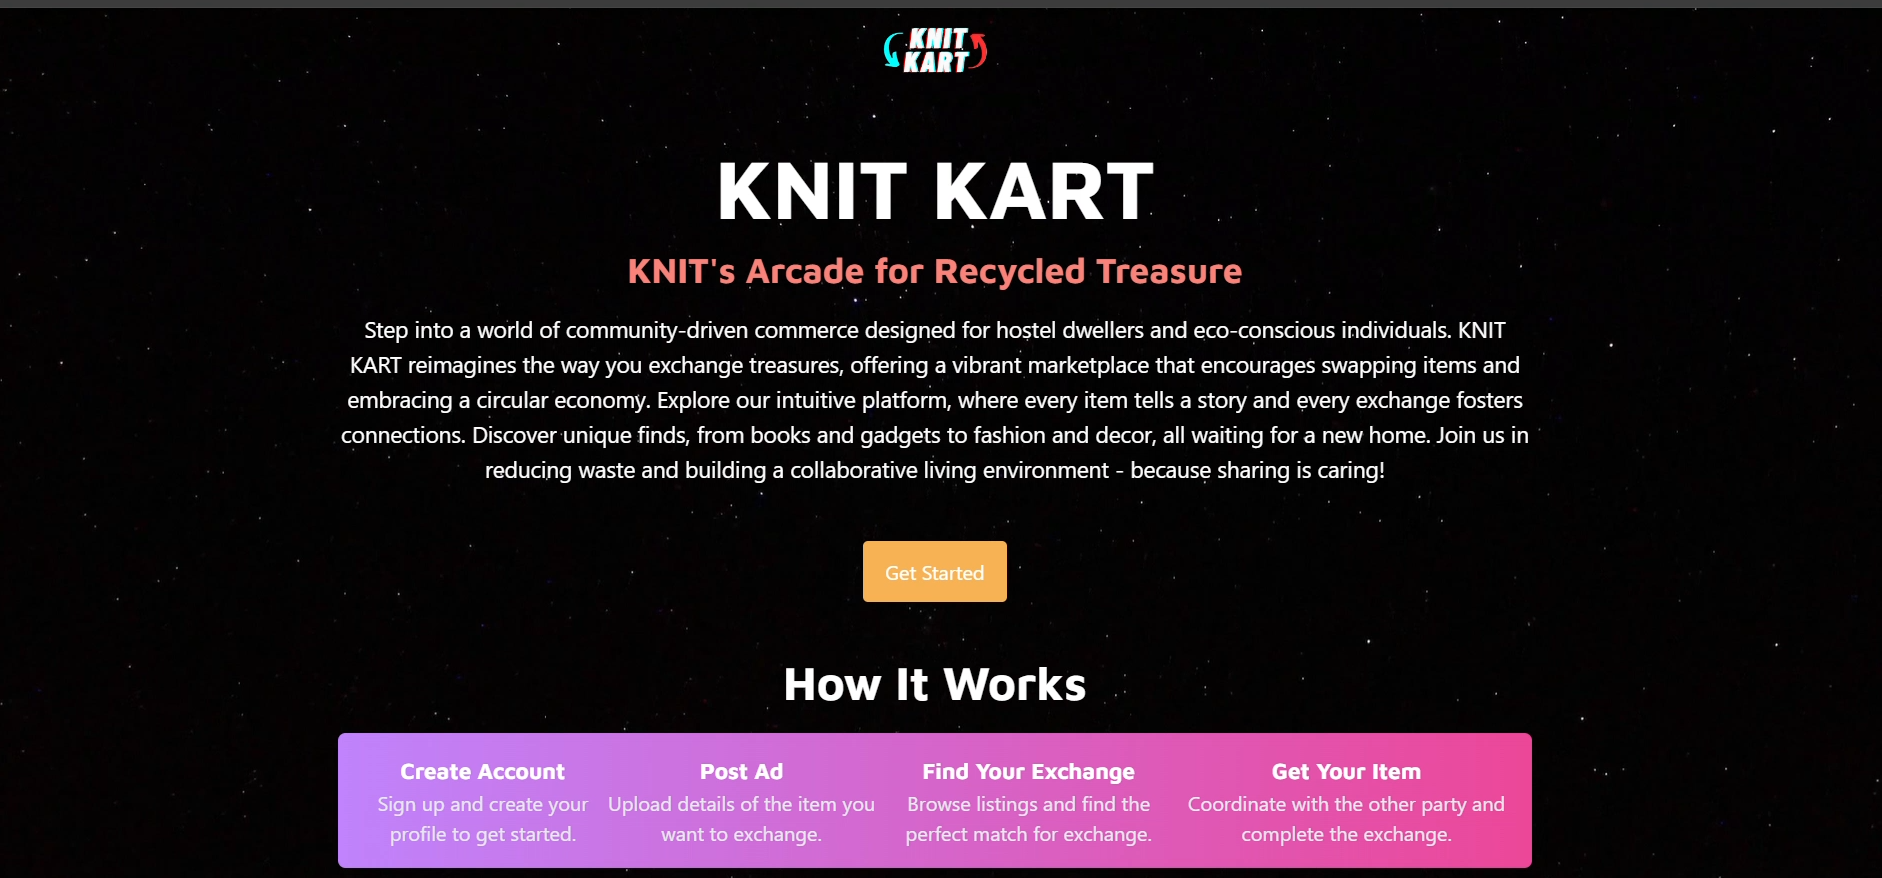 KNIT
KART
KNIT KART
KNIT's Arcade for Recycled Treasure
Step into a world of community-driven commerce designed for hostel dwellers and eco-conscious individuals. KNIT
KART reimagines the way you exchange treasures, offering a vibrant marketplace that encourages swapping items and
embracing a circular economy. Explore our intuitive platform, where every item tells a story and every exchange fosters
connections. Discover unique finds, from books and gadgets to fashion and decor, all waiting for a new home. Join us in
reducing waste and building a collaborative living environment - because sharing is caring!
Get Started
How It Works
Create Account
Sign up and create your
profile to get started.
Post Ad
Upload details of the item you
want to exchange.
Find Your Exchange
Browse listings and find the
perfect match for exchange.
Get Your Item
Coordinate with the other party and
complete the exchange.